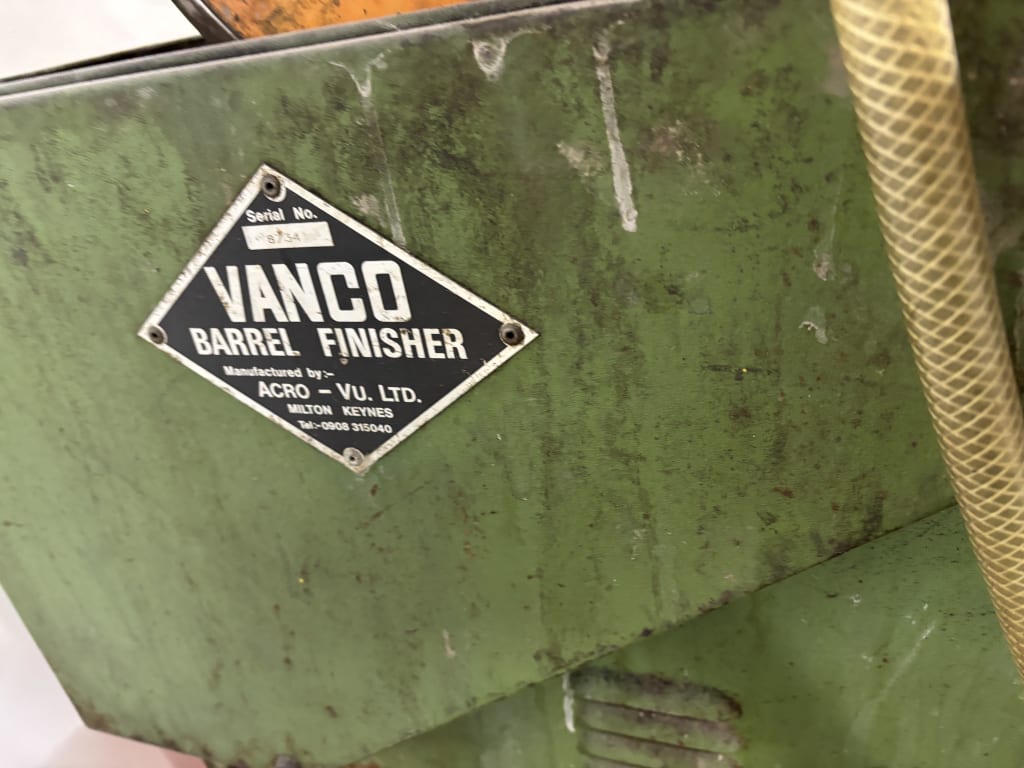 Serial No.
VANCO
BARREL FINISHER
Manufactured by:-
ACRO - VU. LTD.
MILTON KEYNES
Tel:-0908 315040